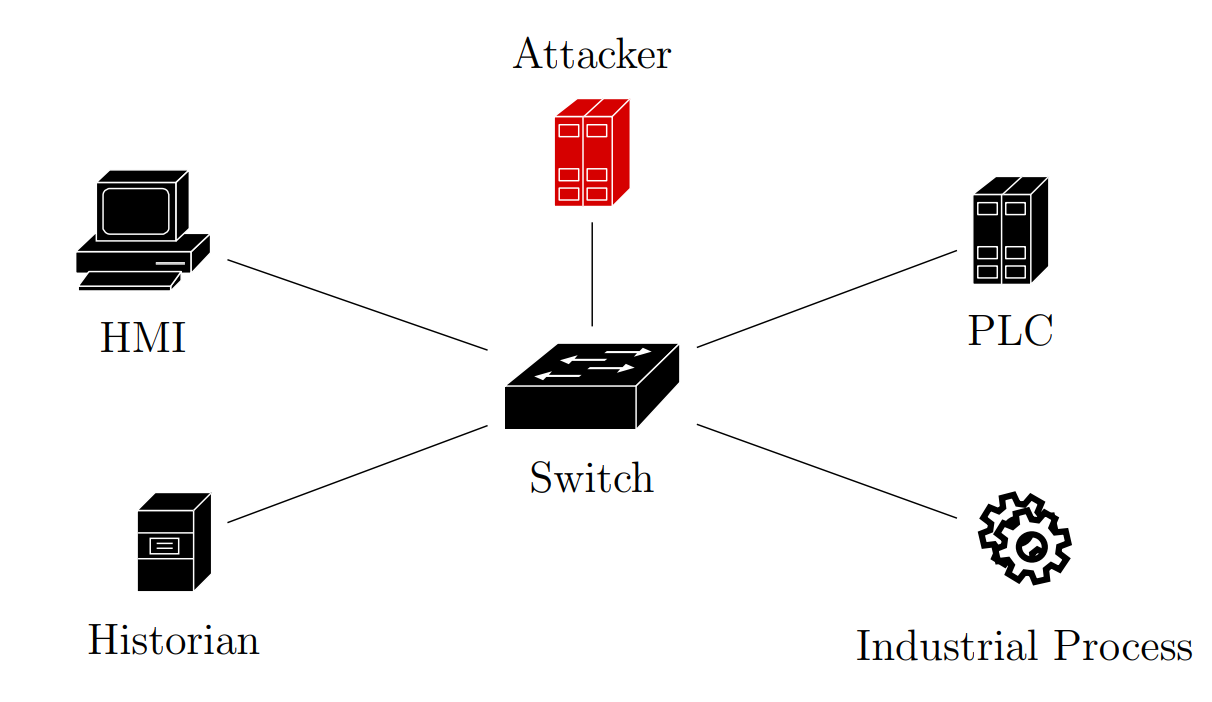 Attacker
HMI
PLC
Switch
Historian
Industrial Process